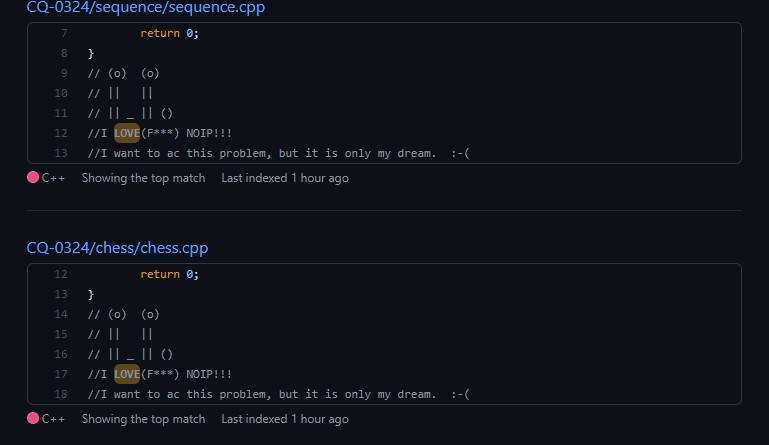 CQ-0324/sequence/sequence.cpp
7 return 0;
8 }
9 // (o)  (o)
10 // ||   ||
11 // || _ || ()
12 //I LOVE(F***) NOIP!!!
13 //I want to ac this problem, but it is only my dream.  :-(
C++ Showing the top match Last indexed 1 hour ago
CQ-0324/chess/chess.cpp
12 return 0;
13 }
14 // (o)  (o)
15 // ||   ||
16 // || _ || ()
17 //I LOVE(F***) NOIP!!!
18 //I want to ac this problem, but it is only my dream.  :-(
C++ Showing the top match Last indexed 1 hour ago